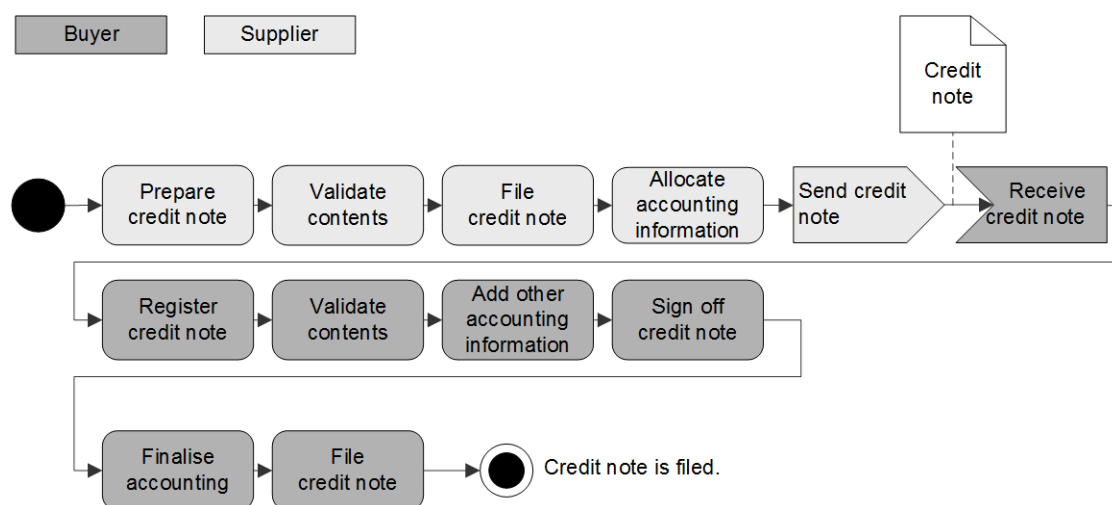 Buyer
Supplier
Credit
note
Prepare
credit note
Validate
contents
File
credit note
Allocate
accounting
information
Send credit
note
Receive
credit note
Register
credit note
Validate
contents
Add other
accounting
information
Sign off
credit note
Finalise
accounting
File
credit note
Credit note is filed.